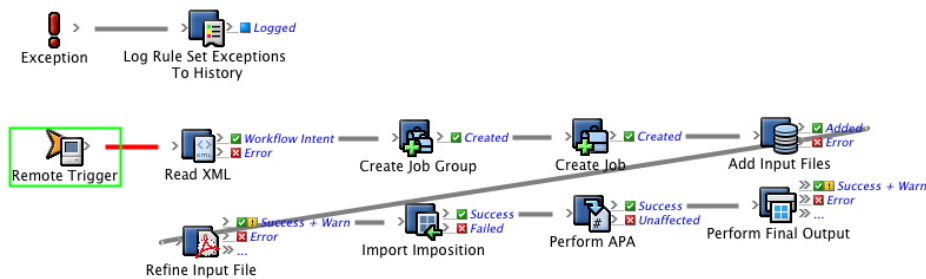 Exception
Log Rule Set Exceptions
To History
Logged
Remote Trigger
Read XML
xml
Workflow Intent
Error
Create Job Group
Created
Create Job
Created
Add Input Files
Added
Error
Refine Input File
Success + Warn
Error
...
Import Imposition
Success
Failed
Perform APA
#
Success
Unaffected
Perform Final Output
Success + Warn
Error
...